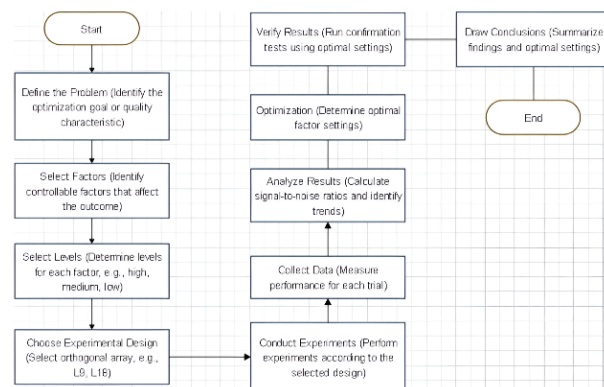 Start
Define the Problem (Identify the
optimization goal or quality
characteristic)
Select Factors (Identify
controllable factors that affect
the outcome)
Select Levels (Determine levels
for each factor, e.g., high,
medium, low)
Choose Experimental Design
(Select orthogonal array, e.g.,
L9, L18)
Conduct Experiments (Perform
experiments according to the
selected design)
Collect Data (Measure
performance for each trial)
Analyze Results (Calculate
signal-to-noise ratios and identify
trends)
Optimization (Determine optimal
factor settings)
Verify Results (Run confirmation
tests using optimal settings)
Draw Conclusions (Summarize
findings and optimal settings)
End